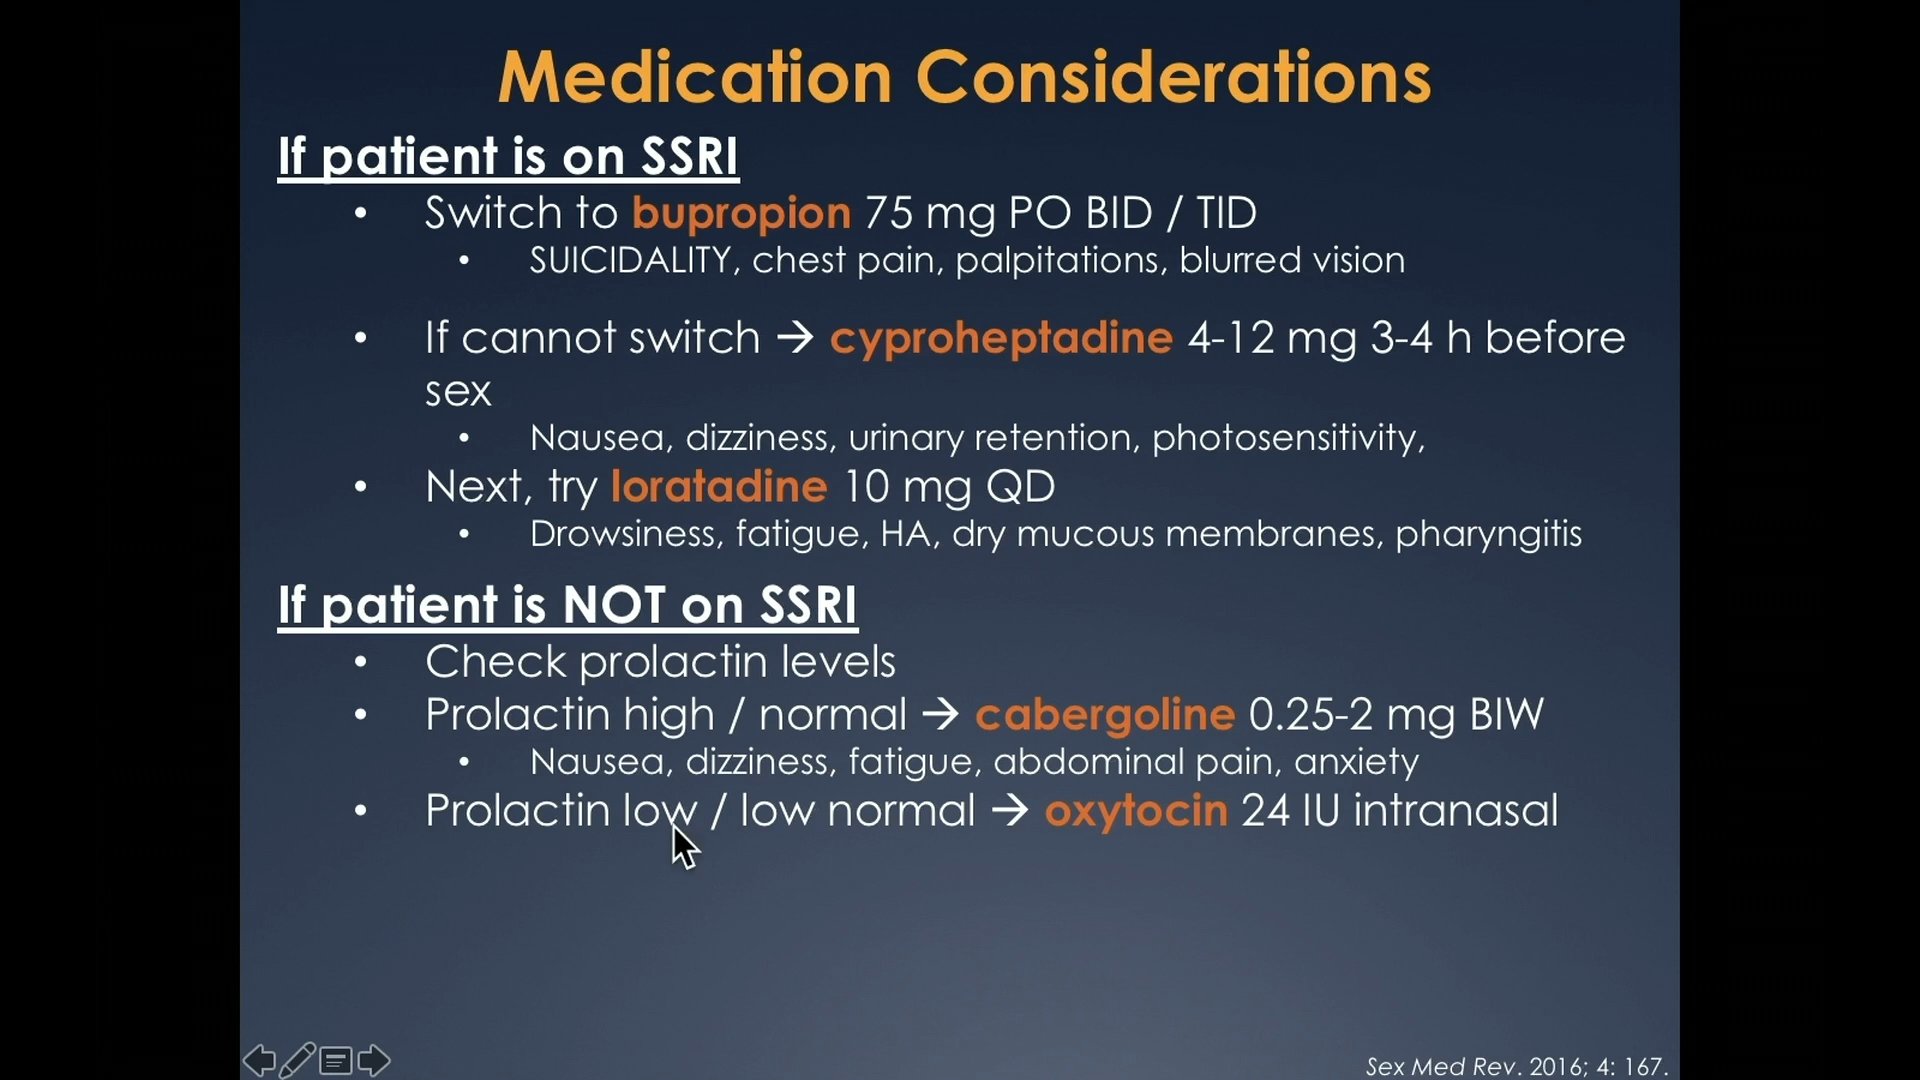 Medication Considerations
If patient is on SSRI
• Switch to bupropion 75 mg PO BID / TID
• SUICIDALITY, chest pain, palpitations, blurred vision
• If cannot switch → cyproheptadine 4-12 mg 3-4 h before
sex
• Nausea, dizziness, urinary retention, photosensitivity,
• Next, try loratadine 10 mg QD
• Drowsiness, fatigue, HA, dry mucous membranes, pharyngitis
If patient is NOT on SSRI
• Check prolactin levels
• Prolactin high / normal → cabergoline 0.25-2 mg BIW
• Nausea, dizziness, fatigue, abdominal pain, anxiety
• Prolactin low / low normal → oxytocin 24 IU intranasal
Sex Med Rev. 2016; 4: 167.